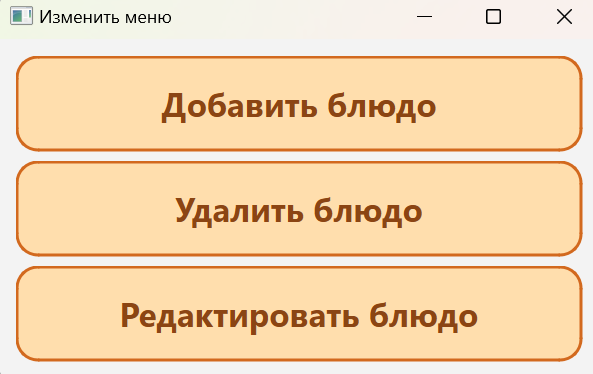 Изменить меню
Добавить блюдо
Удалить блюдо
Редактировать блюдо